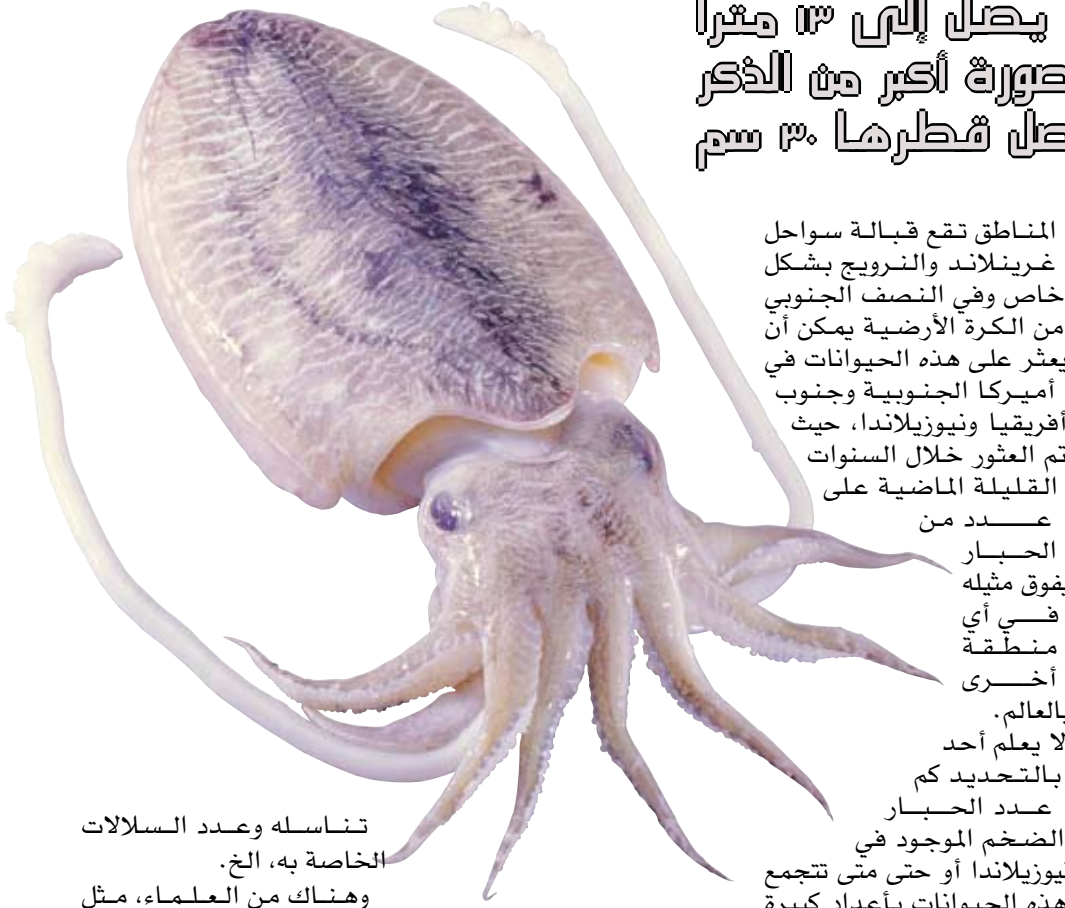 يصل إلى ١٣ مترا
صورة أكبر من الذكر
صل قطرها ٣٠ سم
المناطق تقع قبالة سواحل
غرينلاند والنرويج بشكل
خاص وفي النصف الجنوبي
من الكرة الأرضية يمكن أن
يعثر على هذه الحيوانات في
أميركا الجنوبية وجنوب
أفريقيا ونيوزيلاندا، حيث
تم العثور خلال السنوات
القليلة الماضية على
عدد من
الحبار
يفوق مثيله
في أي
منطقة
أخرى
بالعالم.
لا يعلم أحد
بالتحديد كم
عدد الحبار
الضخم الموجود في
نيوزيلاندا أو حتى متى تتجمع
هذه الحيوانات بأعداد كبيرة
تناسله وعدد السلالات
الخاصة به، الخ.
وهناك من العلماء، مثل